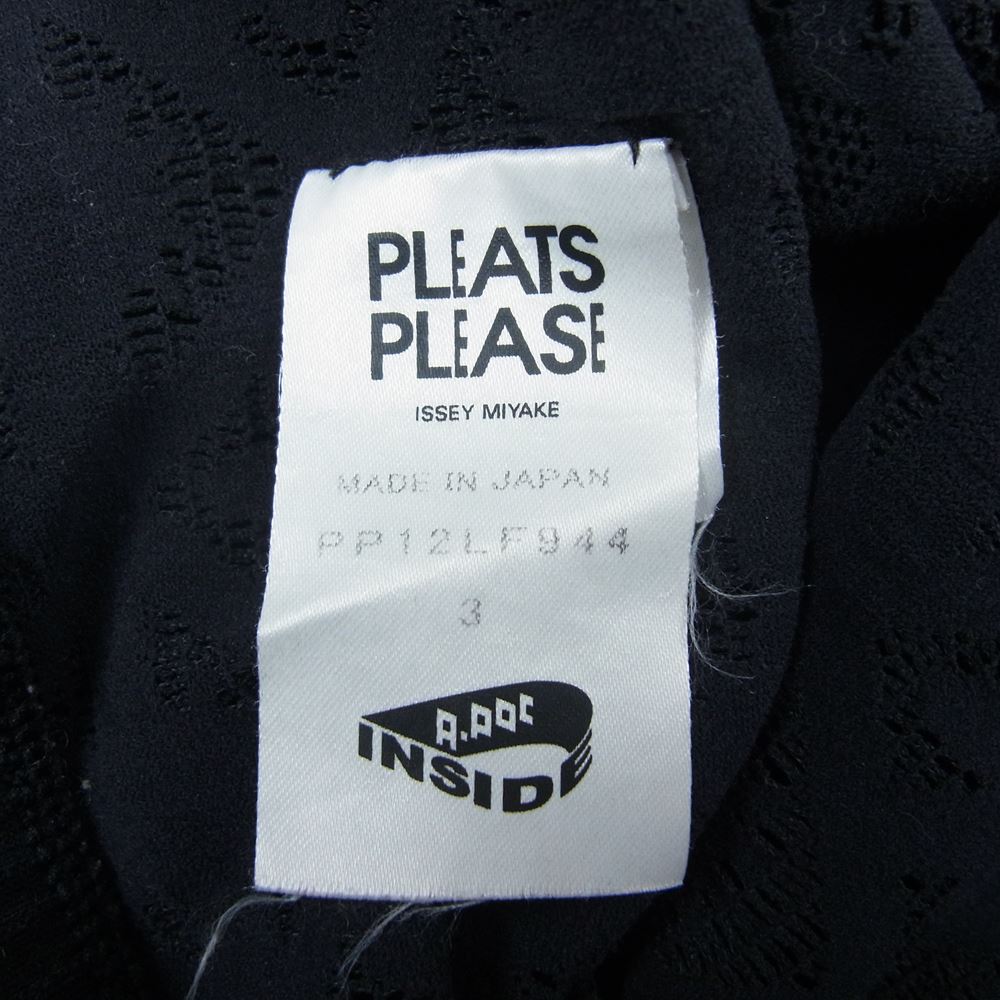 PLEATS
PLEASE
ISSEY MIYAKE
MADE IN JAPAN
PP12LF944
3
A.POC
INSIDE